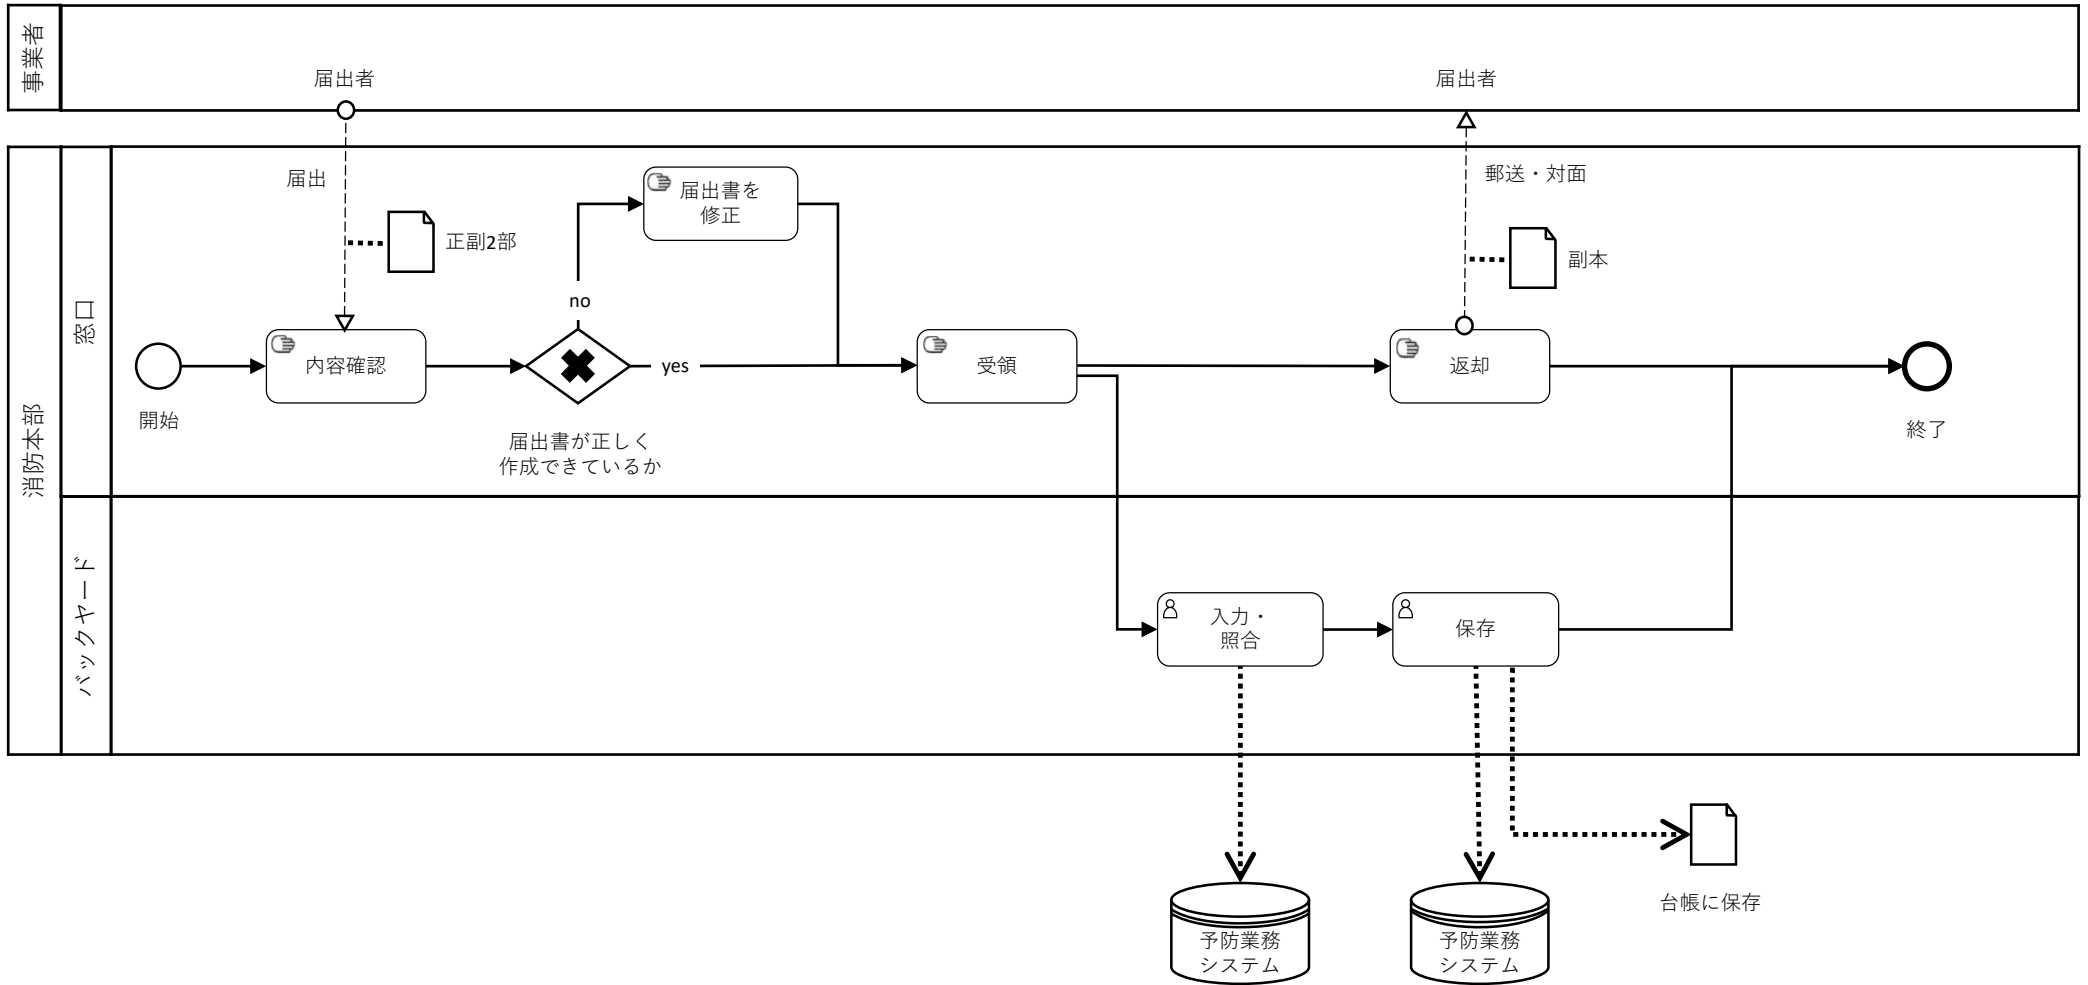 事業者
届出者
届出者
消防本部
窓口
届出
正副2部
届出書を
修正
郵送・対面
副本
no
内容確認
yes
受領
返却
開始
終了
届出書が正しく
作成できているか
バックヤード
入力・
照合
保存
台帳に保存
予防業務
システム
予防業務
システム